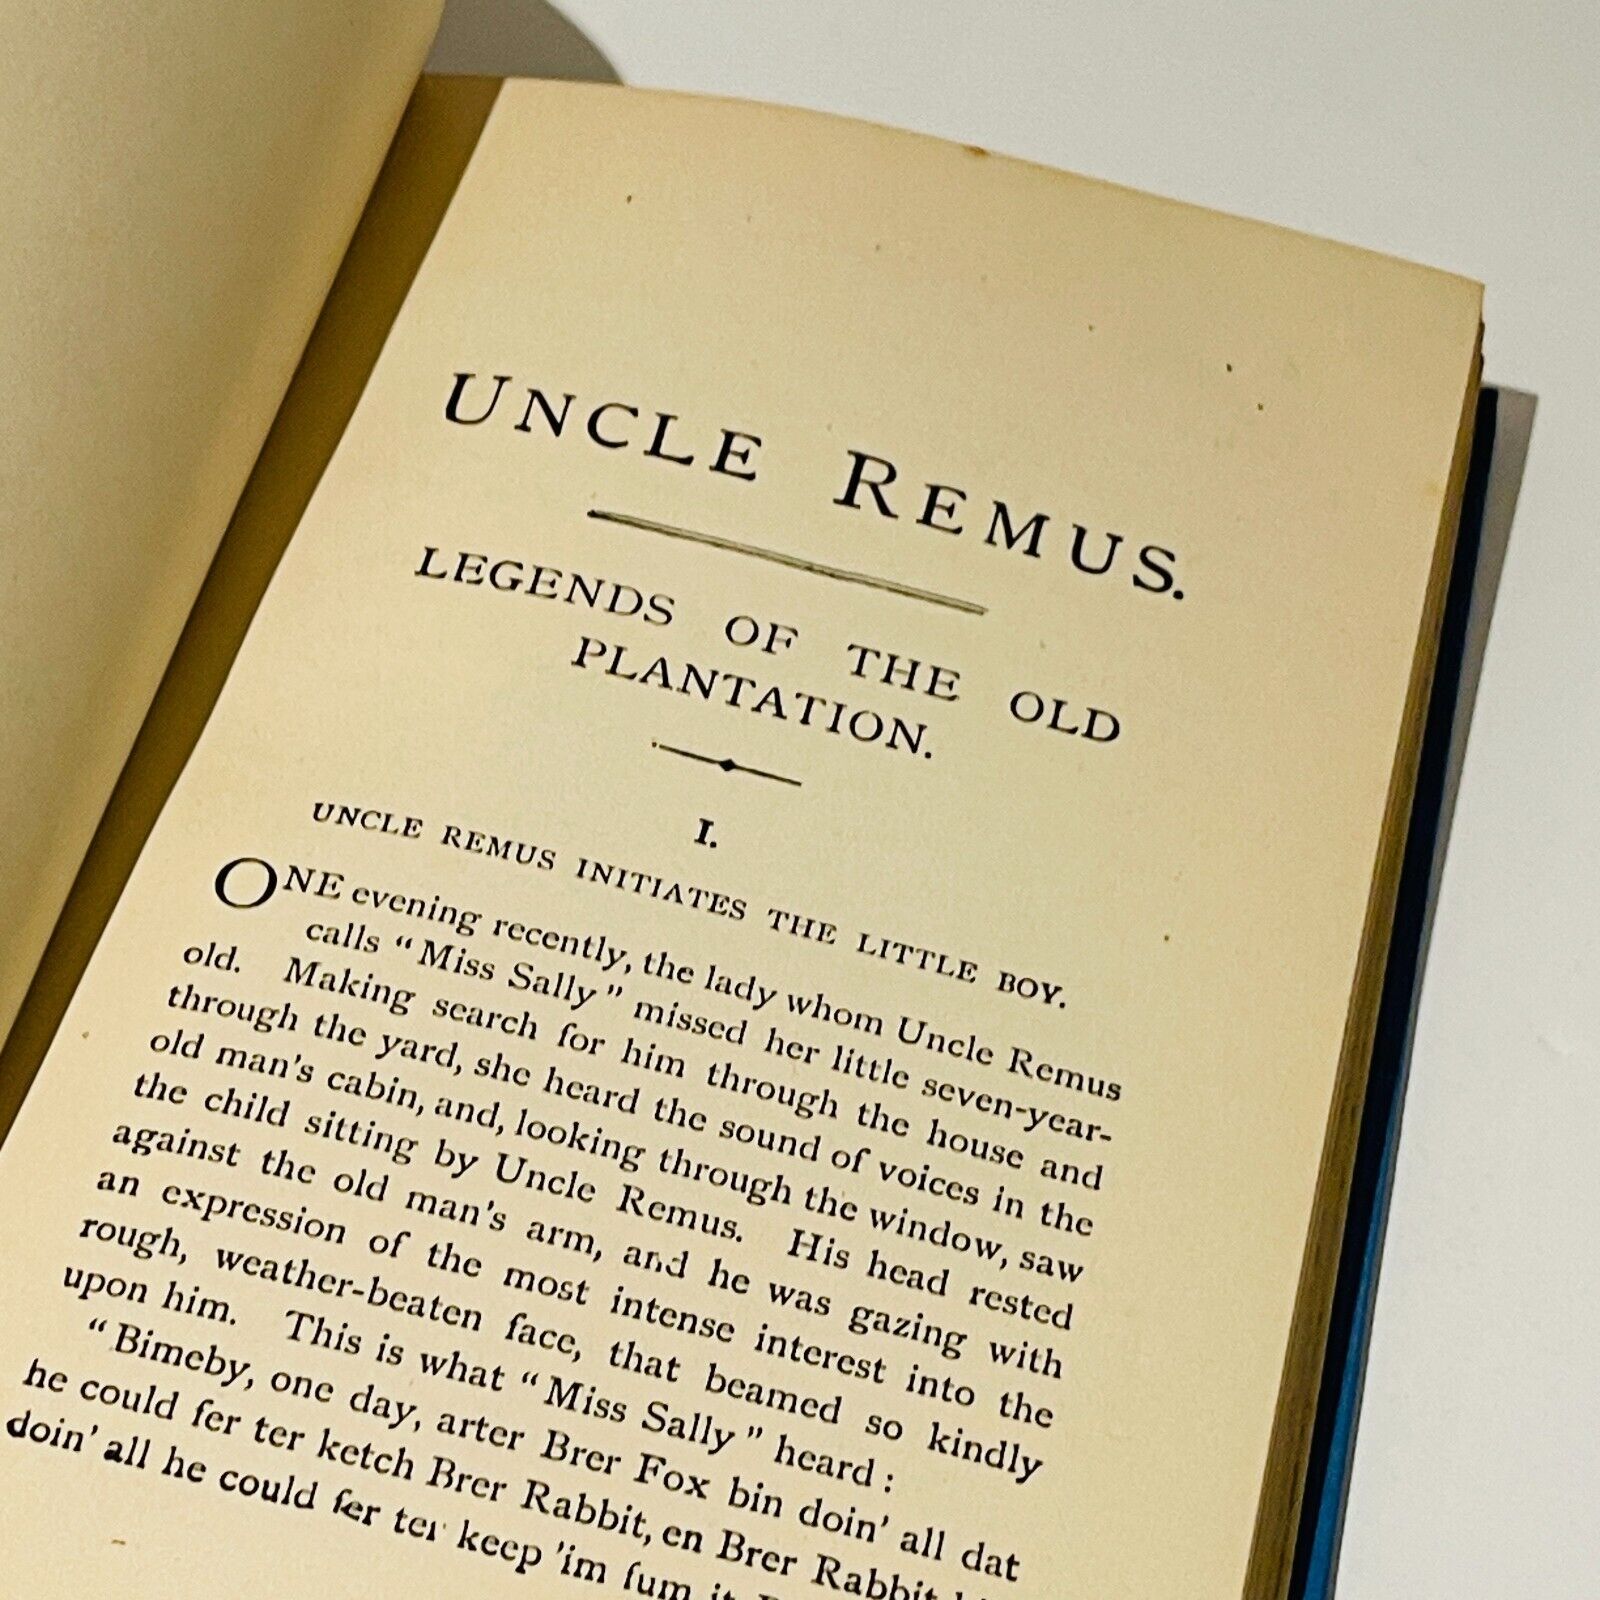 UNCLE REMUS.
LEGENDS OF THE OLD
PLANTATION.
I.
UNCLE REMUS INITIATES THE LITTLE BOY.
ONE evening recently, the lady whom Uncle Remus
calls "Miss Sally" missed her little seven-year-
old. Making search for him through the house and
through the yard, she heard the sound of voices in the
old man's cabin, and, looking through the window, saw
the child sitting by Uncle Remus. His head rested
against the old man's arm, and he was gazing with
an expression of the most intense interest into the
rough, weather-beaten face, that beamed so kindly
upon him. This is what "Miss Sally" heard:
"Bimeby, one day, arter Brer Fox bin doin' all dat
he could fer ter ketch Brer Rabbit, en Brer Rabbit
doin' all he could fer ter keep 'im fum it,